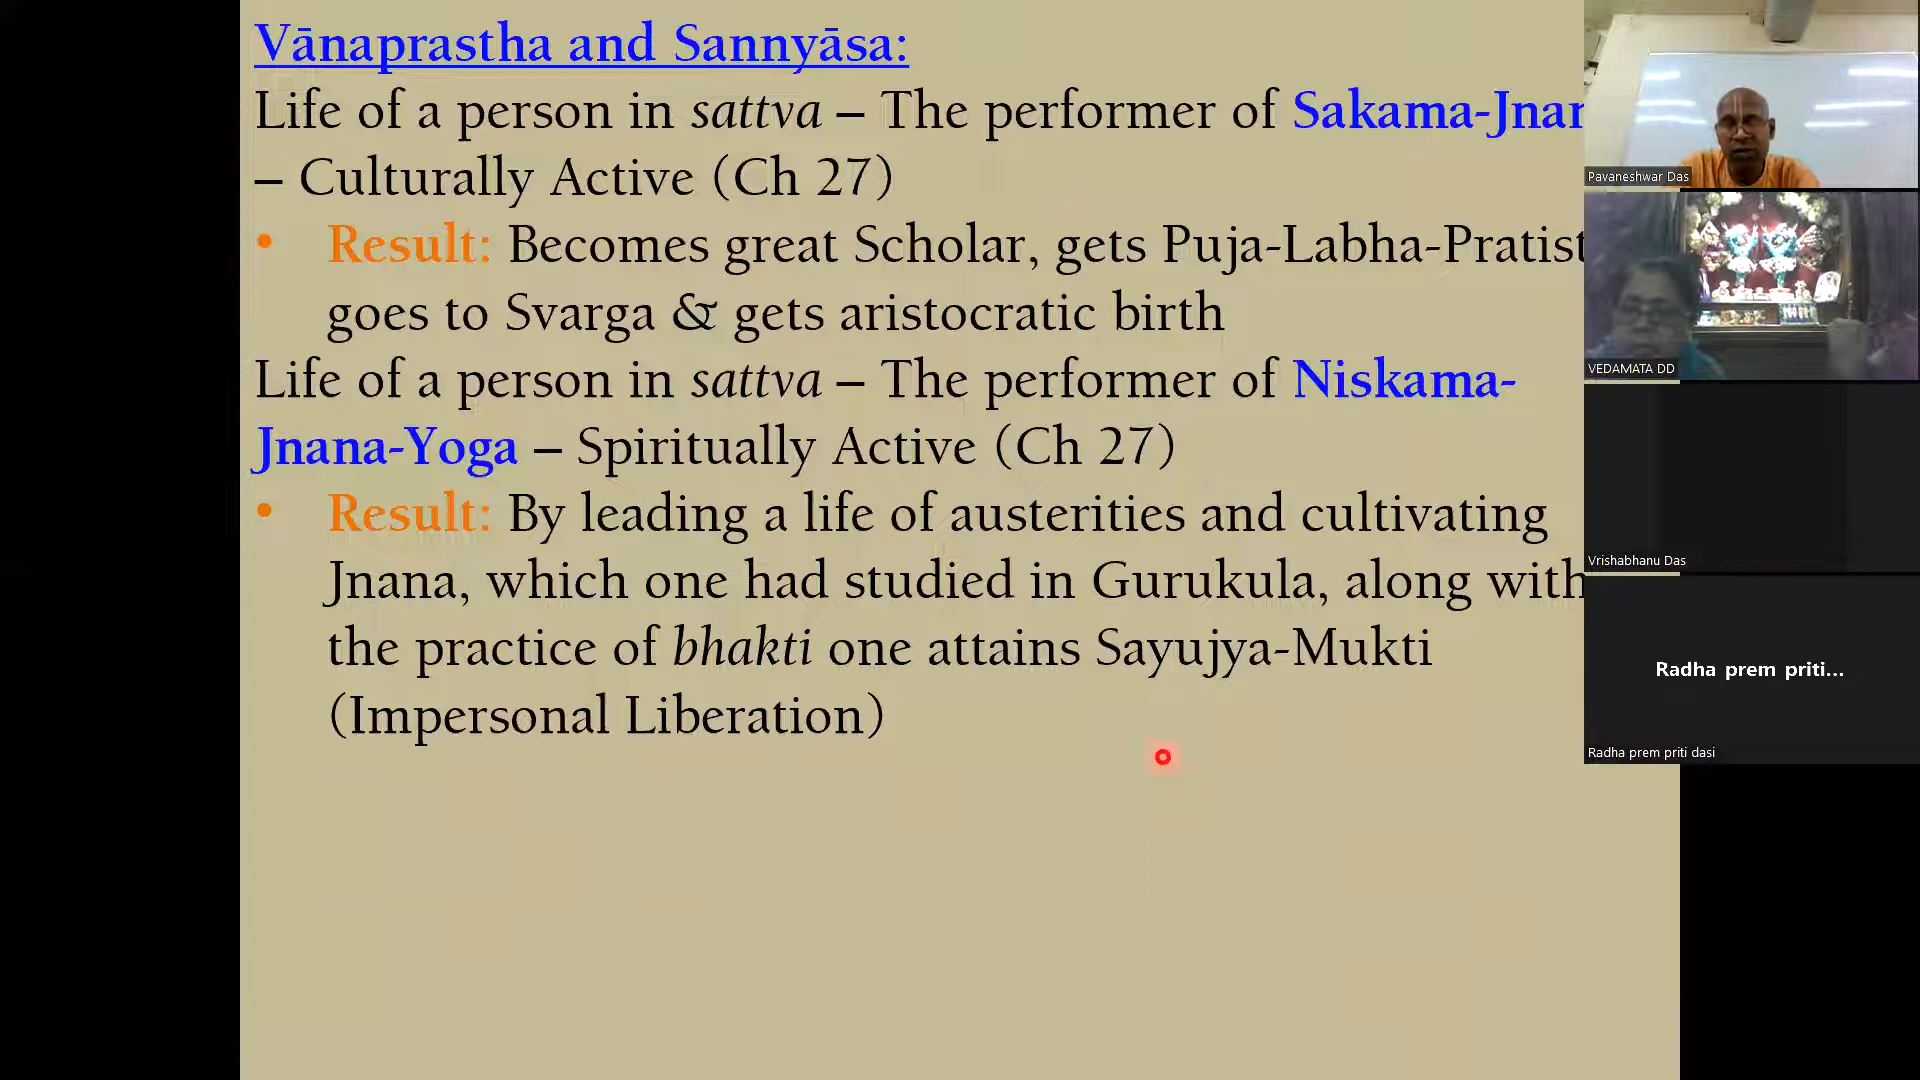 Vānaprastha and Sannyāsa:
Life of a person in sattva – The performer of Sakama-Jnan
– Culturally Active (Ch 27)
• Result: Becomes great Scholar, gets Puja-Labha-Pratist
goes to Svarga & gets aristocratic birth
Life of a person in sattva – The performer of Niskama-
Jnana-Yoga – Spiritually Active (Ch 27)
• Result: By leading a life of austerities and cultivating
Jnana, which one had studied in Gurukula, along with
the practice of bhakti one attains Sayujya-Mukti
(Impersonal Liberation)
Pavaneshwar Das
VEDAMATA DD
Vrishabhanu Das
Radha prem priti...
Radha prem priti dasi